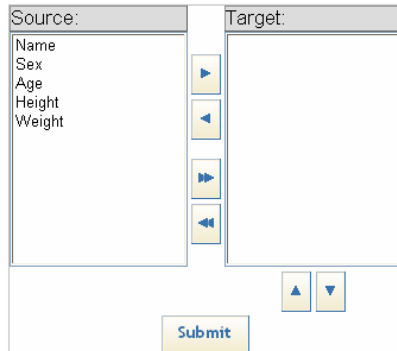 Source: Target:
Name
Sex
Age
Height
Weight
Submit